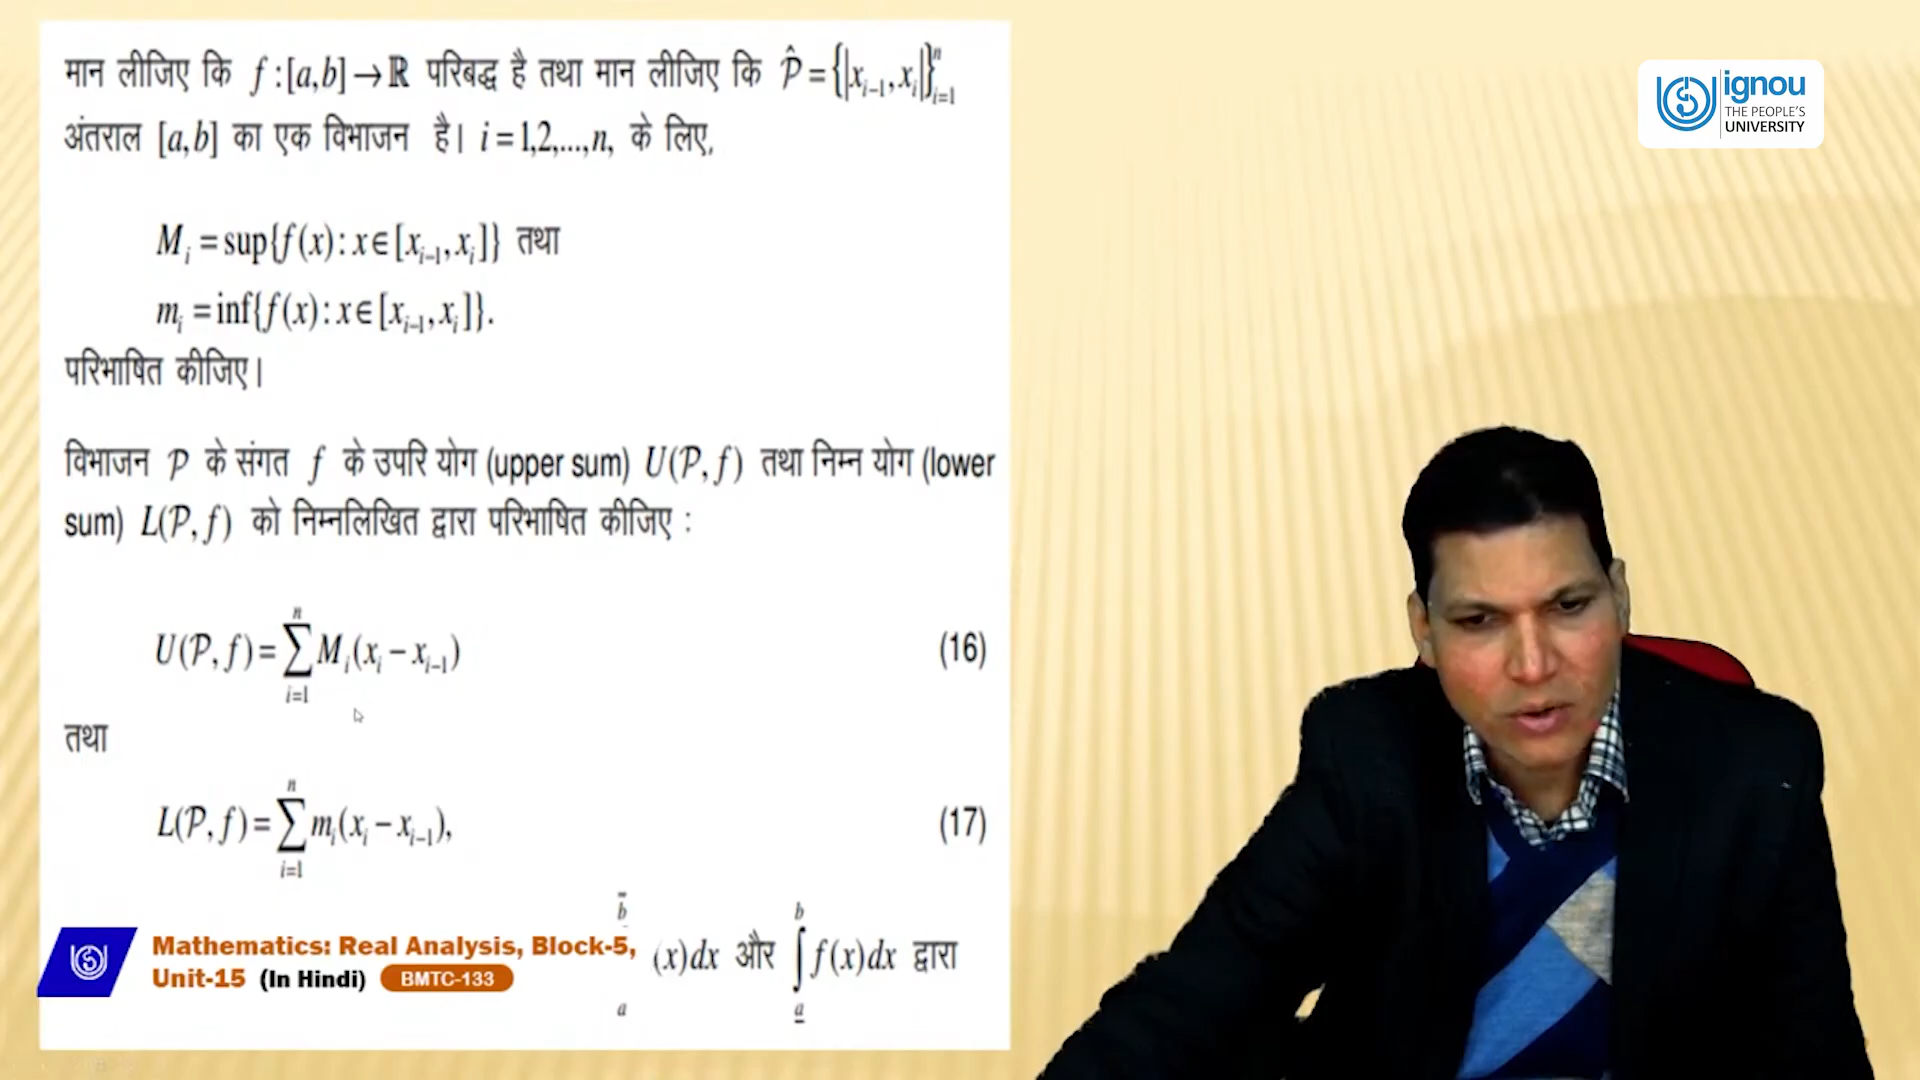 मान लीजिए कि f:[a,b]→ℝ परिबद्ध है तथा मान लीजिए कि P̂={|x_{i–1},x_i|}_{i=1}^n
अंतराल [a,b] का एक विभाजन है। i=1,2,...,n, के लिए,
M_i=sup{f(x):x∈[x_{i–1},x_i]} तथा
m_i=inf{f(x):x∈[x_{i–1},x_i]}.
परिभाषित कीजिए।
विभाजन P के संगत f के उपरि योग (upper sum) U(P,f) तथा निम्न योग (lower
sum) L(P,f) को निम्नलिखित द्वारा परिभाषित कीजिए :
U(P,f)=∑_{i=1}^n M_i(x_i–x_{i–1}) (16)
तथा
L(P,f)=∑_{i=1}^n m_i(x_i–x_{i–1}), (17)
b̄ a (x)dx और ∫_a̲^b f(x)dx द्वारा
Mathematics: Real Analysis, Block-5,
Unit-15 (In Hindi) BMTC-133
ignou
THE PEOPLE'S
UNIVERSITY